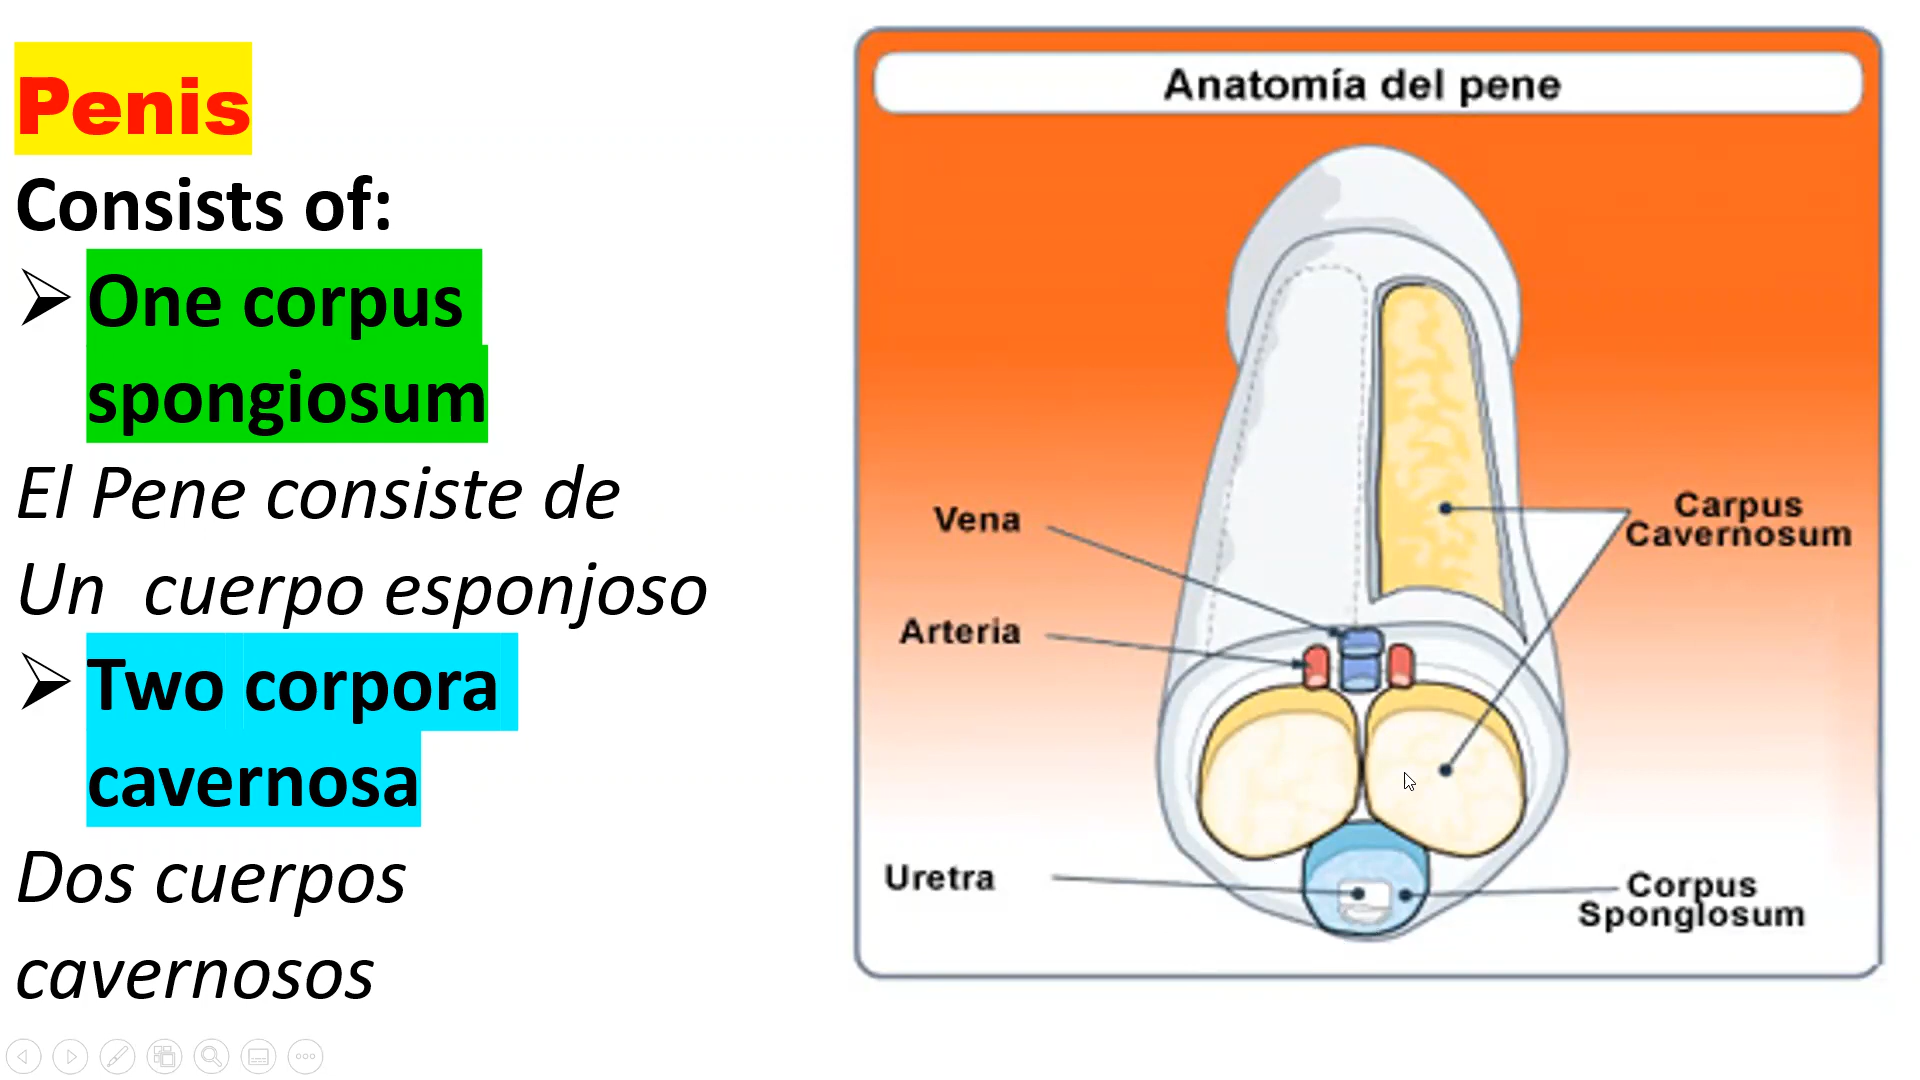 Penis
Consists of:
One corpus
spongiosum
El Pene consiste de
Un cuerpo esponjoso
Two corpora
cavernosa
Dos cuerpos
cavernosos
Anatomía del pene
Vena
Arteria
Uretra
Carpus
Cavernosum
Corpus
Spongiosum